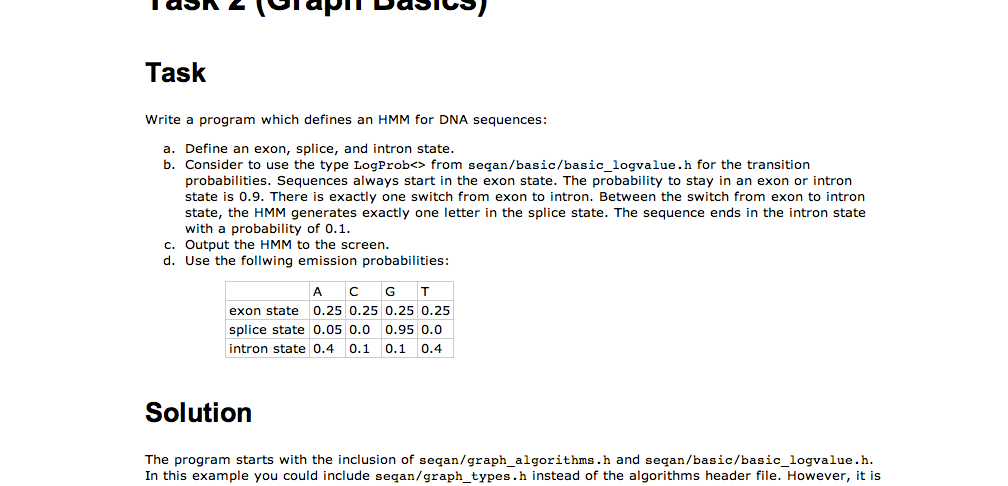 Task 2 (Graph Basics)
Task
Write a program which defines an HMM for DNA sequences:
a. Define an exon, splice, and intron state.
b. Consider to use the type LogProb<> from seqan/basic/basic_logvalue.h for the transition
probabilities. Sequences always start in the exon state. The probability to stay in an exon or intron
state is 0.9. There is exactly one switch from exon to intron. Between the switch from exon to intron
state, the HMM generates exactly one letter in the splice state. The sequence ends in the intron state
with a probability of 0.1.
c. Output the HMM to the screen.
d. Use the follwing emission probabilities:
A C G T
exon state 0.25 0.25 0.25 0.25
splice state 0.05 0.0 0.95 0.0
intron state 0.4 0.1 0.1 0.4
Solution
The program starts with the inclusion of seqan/graph_algorithms.h and seqan/basic/basic_logvalue.h.
In this example you could include seqan/graph_types.h instead of the algorithms header file. However, it is